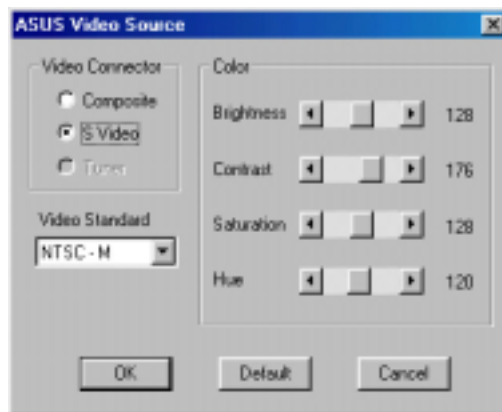 ASUS Video Source
Video Connector
Composite
S Video
Tuner
Video Standard
NTSC - M
Color
Brightness 128
Contrast 176
Saturation 128
Hue 120
OK Default Cancel